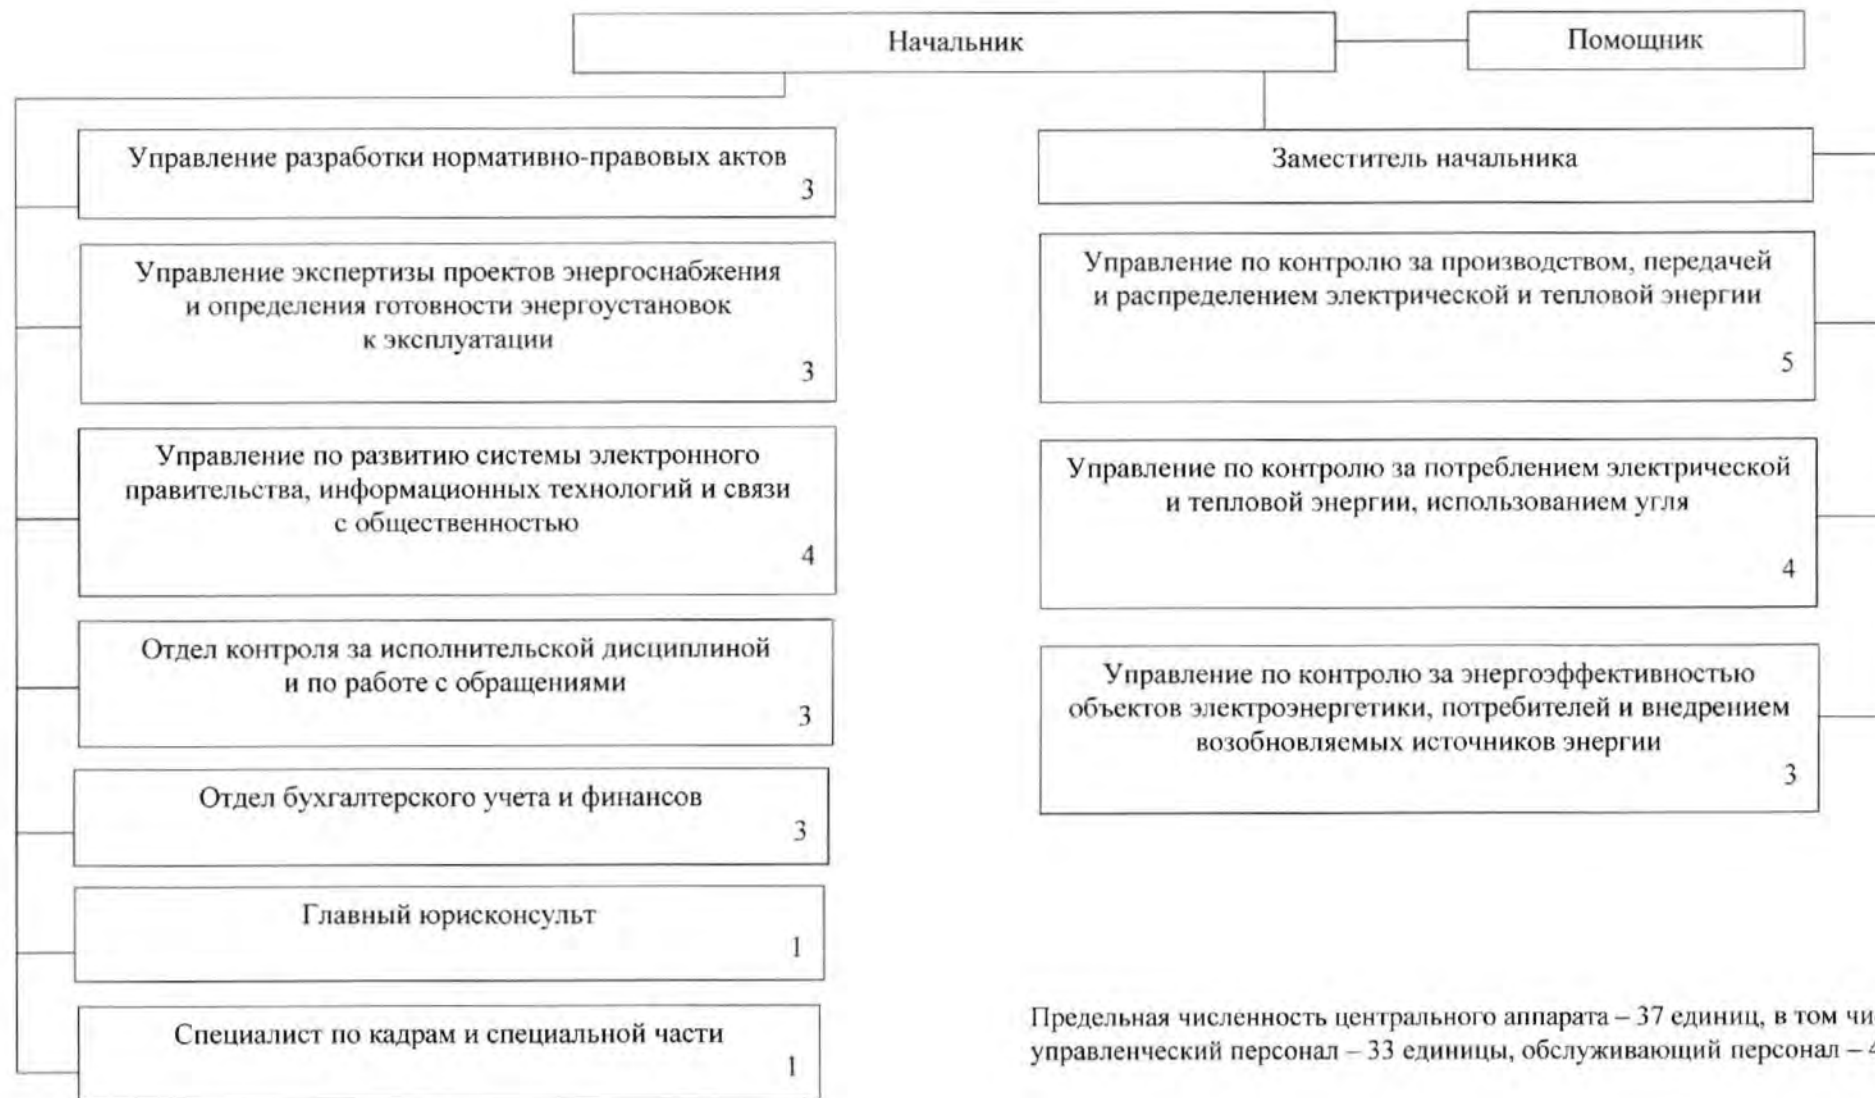 Начальник
Помощник
Управление разработки нормативно-правовых актов
3
Управление экспертизы проектов энергоснабжения
и определения готовности энергоустановок
к эксплуатации
3
Управление по развитию системы электронного
правительства, информационных технологий и связи
с общественностью
4
Отдел контроля за исполнительской дисциплиной
и по работе с обращениями
3
Отдел бухгалтерского учета и финансов
3
Главный юрисконсульт
1
Специалист по кадрам и специальной части
1
Заместитель начальника
Управление по контролю за производством, передачей
и распределением электрической и тепловой энергии
5
Управление по контролю за потреблением электрической
и тепловой энергии, использованием угля
4
Управление по контролю за энергоэффективностью
объектов электроэнергетики, потребителей и внедрением
возобновляемых источников энергии
3
Предельная численность центрального аппарата – 37 единиц, в том чи
управленческий персонал – 33 единицы, обслуживающий персонал – 4